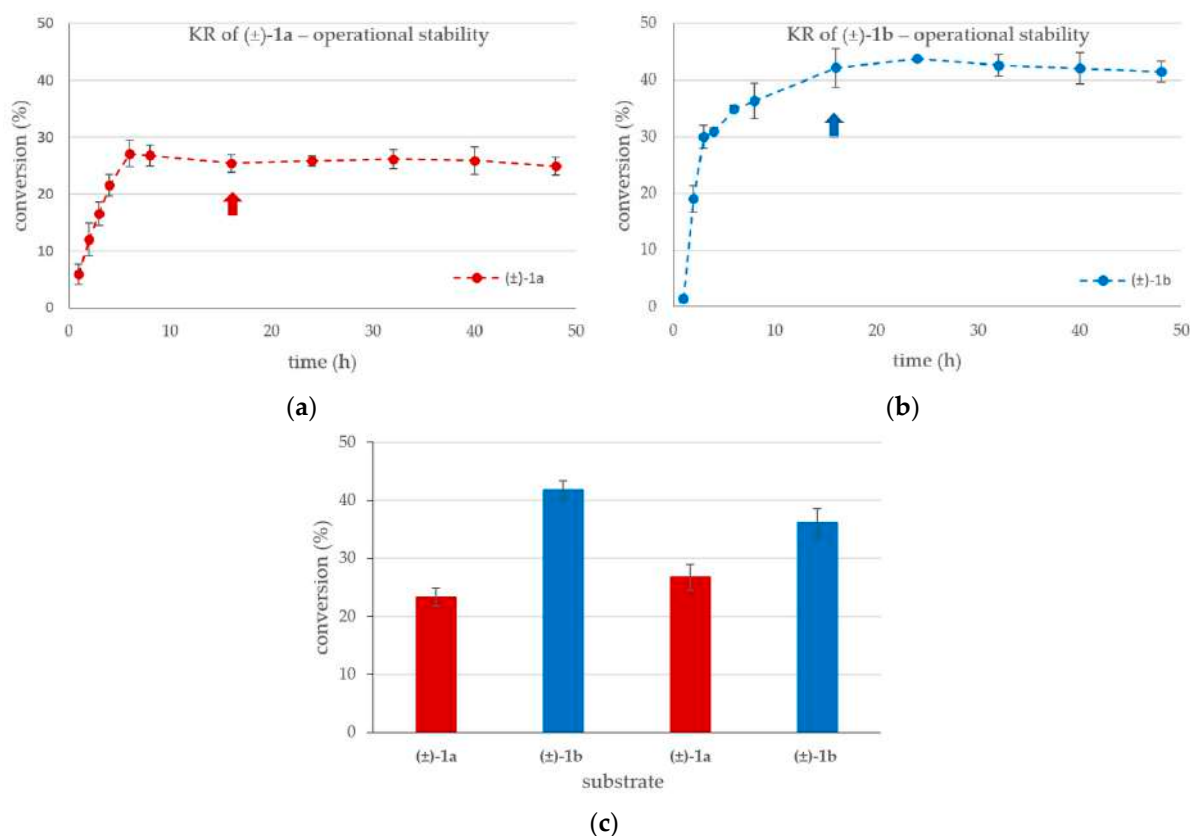 KR of (±)-1a – operational stability
50
40
30
20
10
0
conversion (%)
(±)-1a
0 10 20 30 40 50
time (h)
(a)
KR of (±)-1b – operational stability
50
40
30
20
10
0
conversion (%)
(±)-1b
0 10 20 30 40 50
time (h)
(b)
50
40
30
20
10
0
conversion (%)
(±)-1a (±)-1b (±)-1a (±)-1b
substrate
(c)